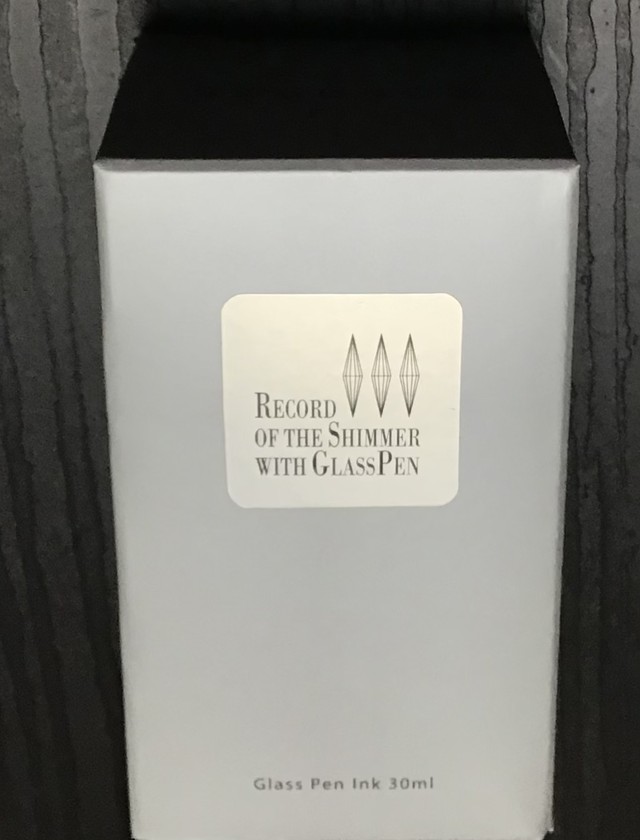 Record
of the Shimmer
with GlassPen
Glass Pen Ink 30ml